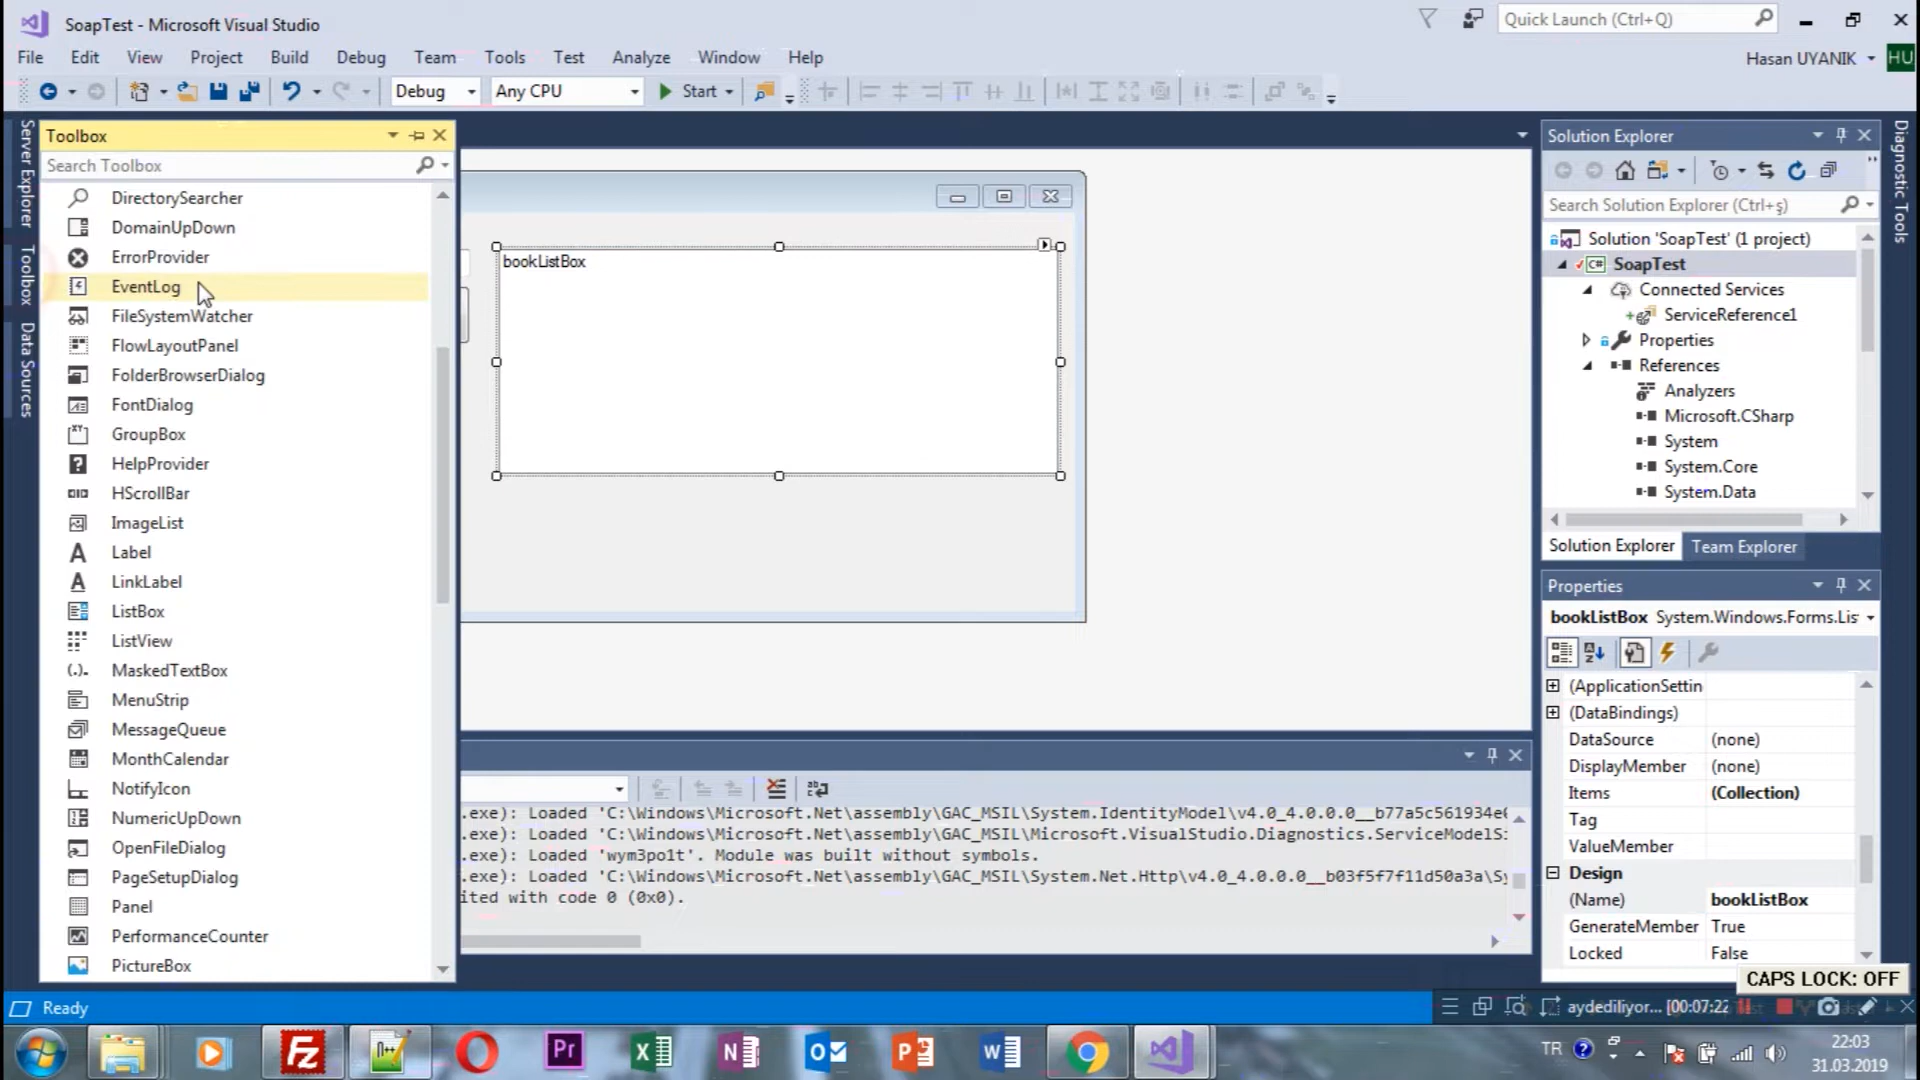 SoapTest - Microsoft Visual Studio
Quick Launch (Ctrl+Q)
File Edit View Project Build Debug Team Tools Test Analyze Window Help
Hasan UYANIK HU
Debug Any CPU Start
Server Explorer
Toolbox
Data Sources
Toolbox
Search Toolbox
DirectorySearcher
DomainUpDown
ErrorProvider
EventLog
FileSystemWatcher
FlowLayoutPanel
FolderBrowserDialog
FontDialog
GroupBox
HelpProvider
HScrollBar
ImageList
Label
LinkLabel
ListBox
ListView
MaskedTextBox
MenuStrip
MessageQueue
MonthCalendar
NotifyIcon
NumericUpDown
OpenFileDialog
PageSetupDialog
Panel
PerformanceCounter
PictureBox
bookListBox
.exe): Loaded 'C:\Windows\Microsoft.Net\assembly\GAC_MSIL\System.IdentityModel\v4.0_4.0.0.0__b77a5c561934e0
.exe): Loaded 'C:\Windows\Microsoft.Net\assembly\GAC_MSIL\Microsoft.VisualStudio.Diagnostics.ServiceModelSi
.exe): Loaded 'wym3po1t'. Module was built without symbols.
.exe): Loaded 'C:\Windows\Microsoft.Net\assembly\GAC_MSIL\System.Net.Http\v4.0_4.0.0.0__b03f5f7f11d50a3a\Sy
ited with code 0 (0x0).
Solution Explorer
Search Solution Explorer (Ctrl+ş)
Solution 'SoapTest' (1 project)
C# SoapTest
Connected Services
ServiceReference1
Properties
References
Analyzers
Microsoft.CSharp
System
System.Core
System.Data
Solution Explorer Team Explorer
Diagnostic Tools
Properties
bookListBox System.Windows.Forms.Lis
(ApplicationSettin
(DataBindings)
DataSource (none)
DisplayMember (none)
Items (Collection)
Tag
ValueMember
Design
(Name) bookListBox
GenerateMember True
Locked False
CAPS LOCK: OFF
Ready
aydediliyor... [00:07:22
TR
22:03
31.03.2019